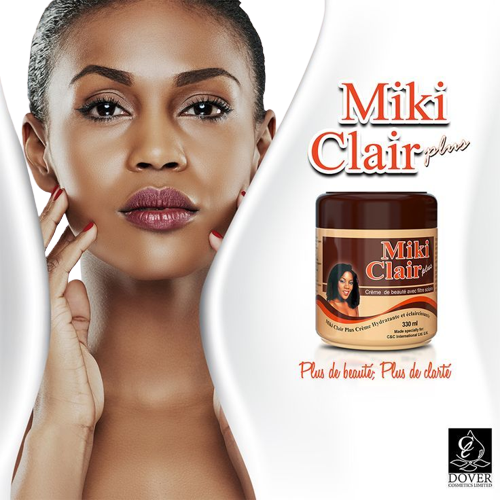 Miki
Clair plus
Miki
Clair plus
Crème de beauté avec filtre solaire
Miki Clair Plus Crème Hydratante et éclaircissante
330 ml
Made specially for
C&C International Ltd UK
Plus de beauté; Plus de clarté
DOVER
COSMETICS LIMITED